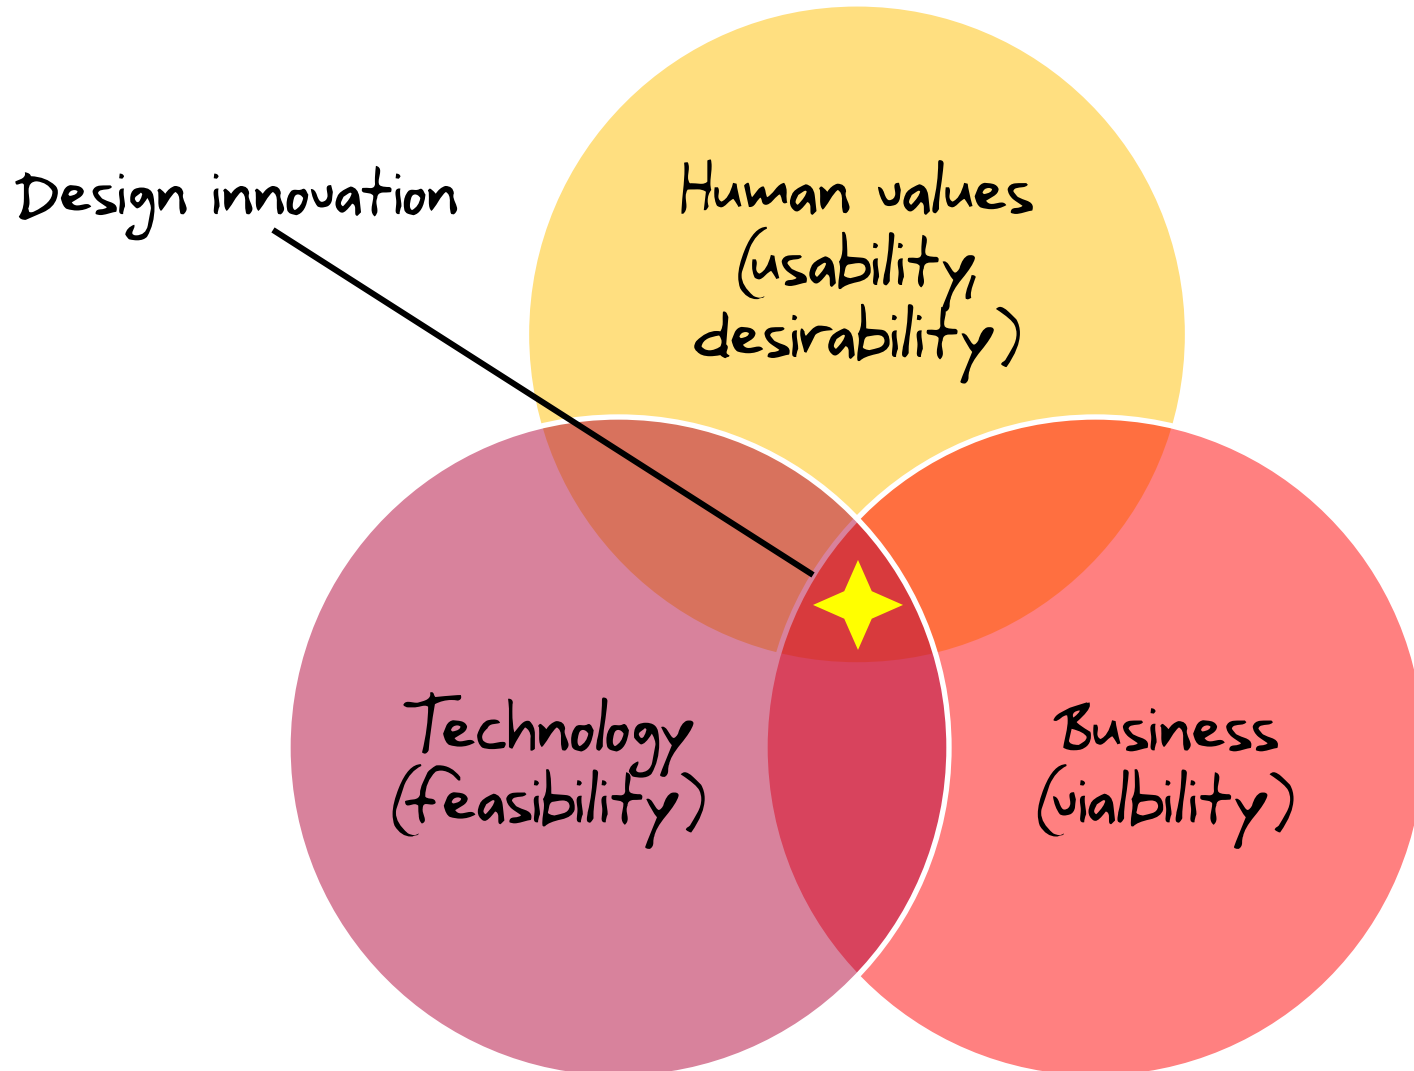 Design innovation
Human values
(usability,
desirability)
Technology
(feasibility)
Business
(vialbility)